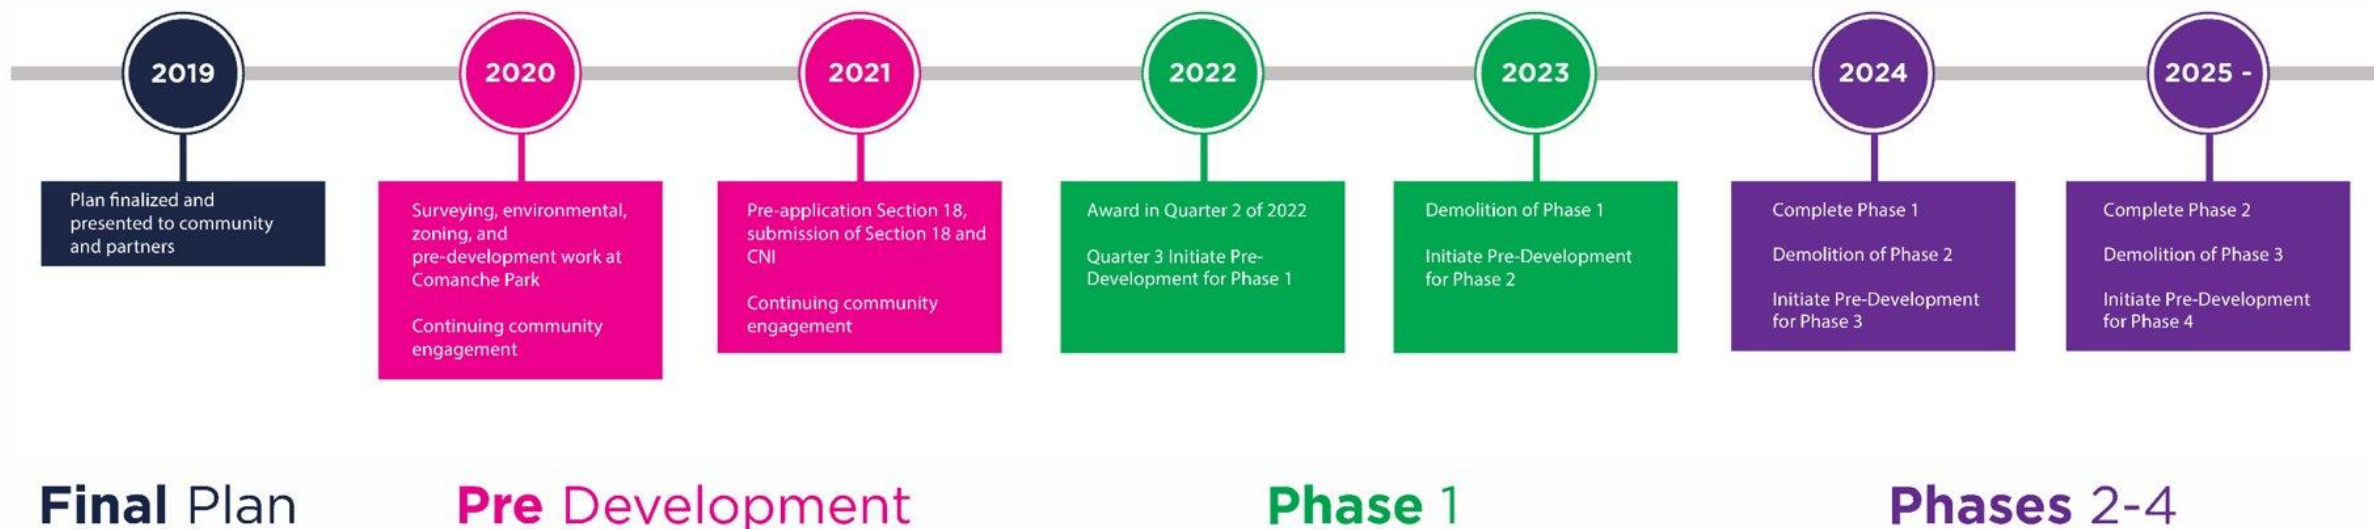 2019
2020
2021
2022
2023
2024
2025 -
Plan finalized and
presented to community
and partners
Surveying, environmental,
zoning, and
pre-development work at
Comanche Park
Continuing community
engagement
Pre-application Section 18,
submission of Section 18 and
CNI
Continuing community
engagement
Award in Quarter 2 of 2022
Quarter 3 Initiate Pre-
Development for Phase 1
Demolition of Phase 1
Initiate Pre-Development
for Phase 2
Complete Phase 1
Demolition of Phase 2
Initiate Pre-Development
for Phase 3
Complete Phase 2
Demolition of Phase 3
Initiate Pre-Development
for Phase 4
Final Plan
Pre Development
Phase 1
Phases 2-4